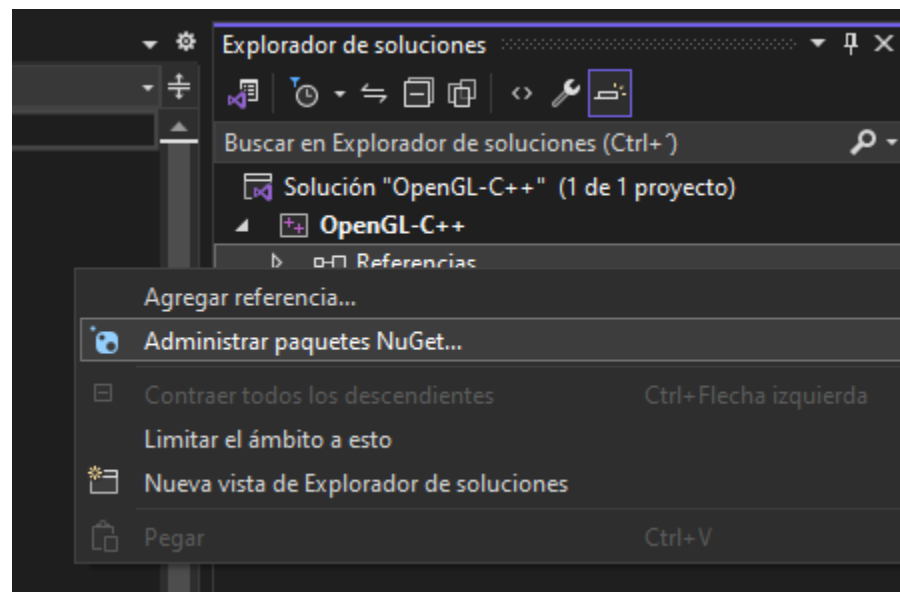 Explorador de soluciones
Buscar en Explorador de soluciones (Ctrl+´)
Solución "OpenGL-C++" (1 de 1 proyecto)
OpenGL-C++
Referencias
Agregar referencia...
Administrar paquetes NuGet...
Contraer todos los descendientes Ctrl+Flecha izquierda
Limitar el ámbito a esto
Nueva vista de Explorador de soluciones
Pegar Ctrl+V